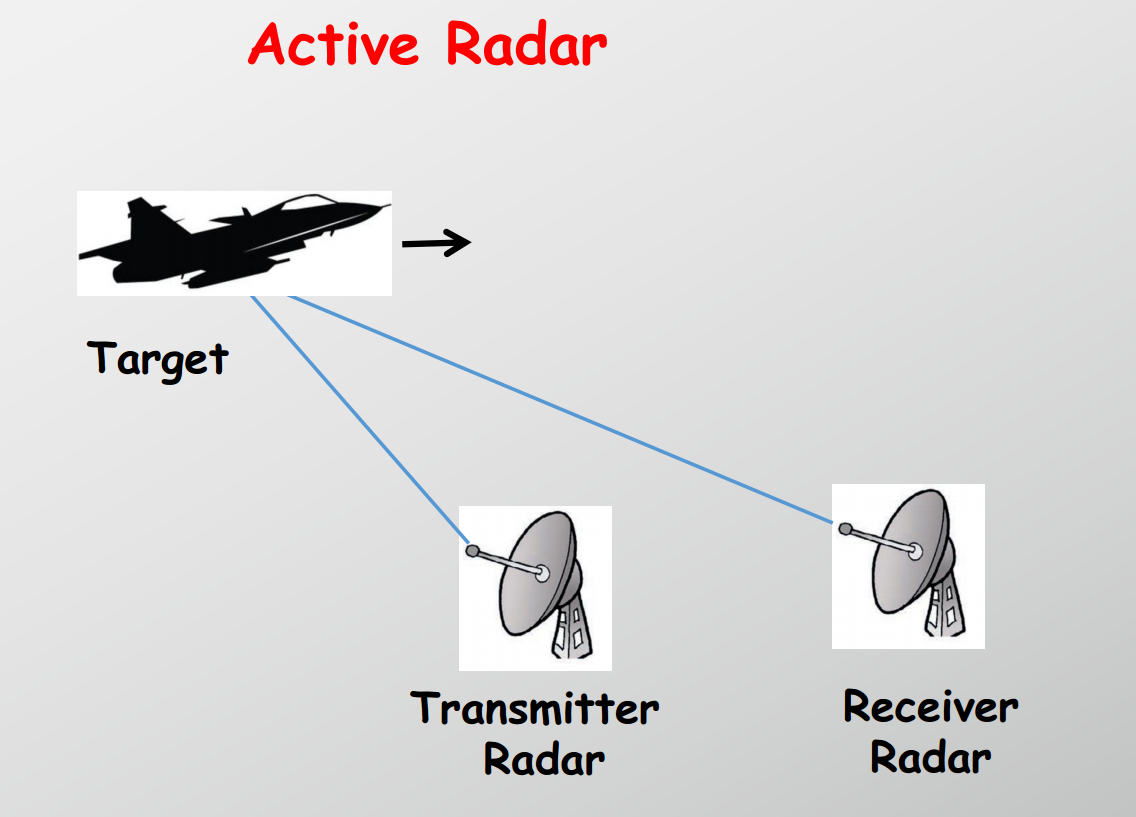 Active Radar
Target
Transmitter
Radar
Receiver
Radar